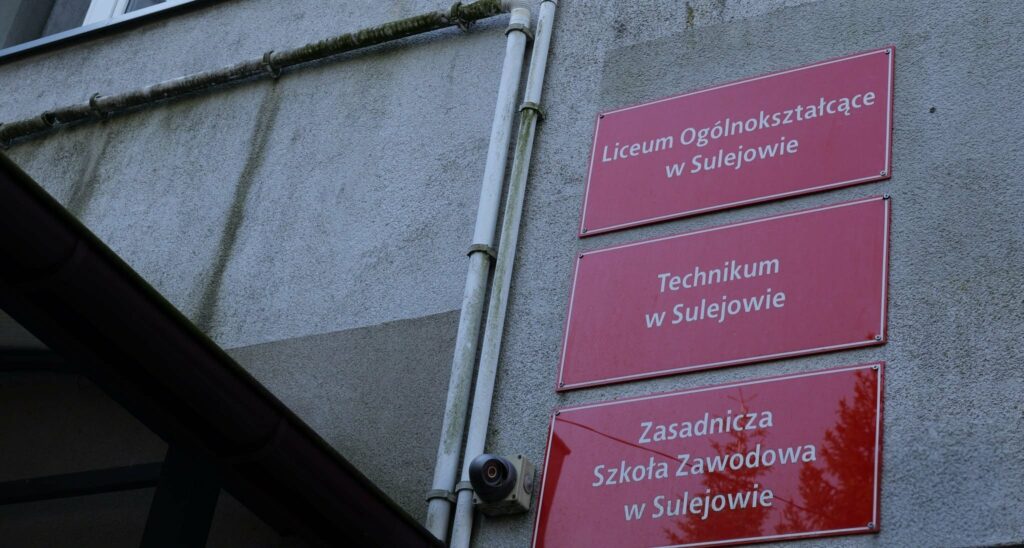 Liceum Ogólnokształcące
w Sulejowie
Technikum
w Sulejowie
Zasadnicza
Szkoła Zawodowa
w Sulejowie